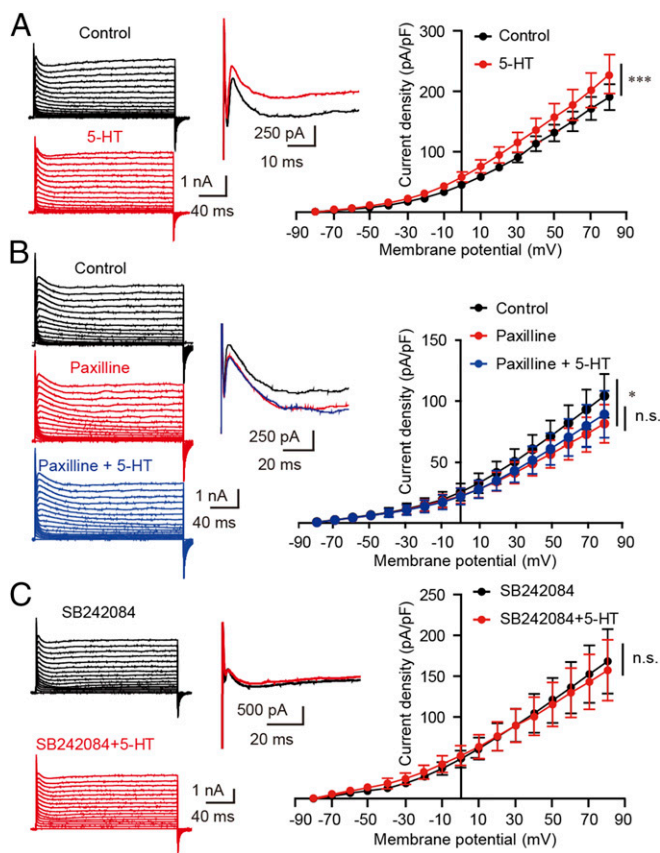 A
Control
5-HT
1 nA
40 ms
250 pA
10 ms
Current density (pA/pF)
300
200
100
Control
5-HT
***
-90 -70 -50 -30 -10 10 30 50 70 90
Membrane potential (mV)
B
Control
Paxilline
Paxilline + 5-HT
1 nA
40 ms
250 pA
20 ms
Current density (pA/pF)
150
100
50
Control
Paxilline
Paxilline + 5-HT
*
n.s.
-90 -70 -50 -30 -10 10 30 50 70 90
Membrane potential (mV)
C
SB242084
SB242084+5-HT
1 nA
40 ms
500 pA
20 ms
Current density (pA/pF)
250
200
150
100
SB242084
SB242084+5-HT
n.s.
-90 -70 -50 -30 -10 10 30 50 70 90
Membrane potential (mV)